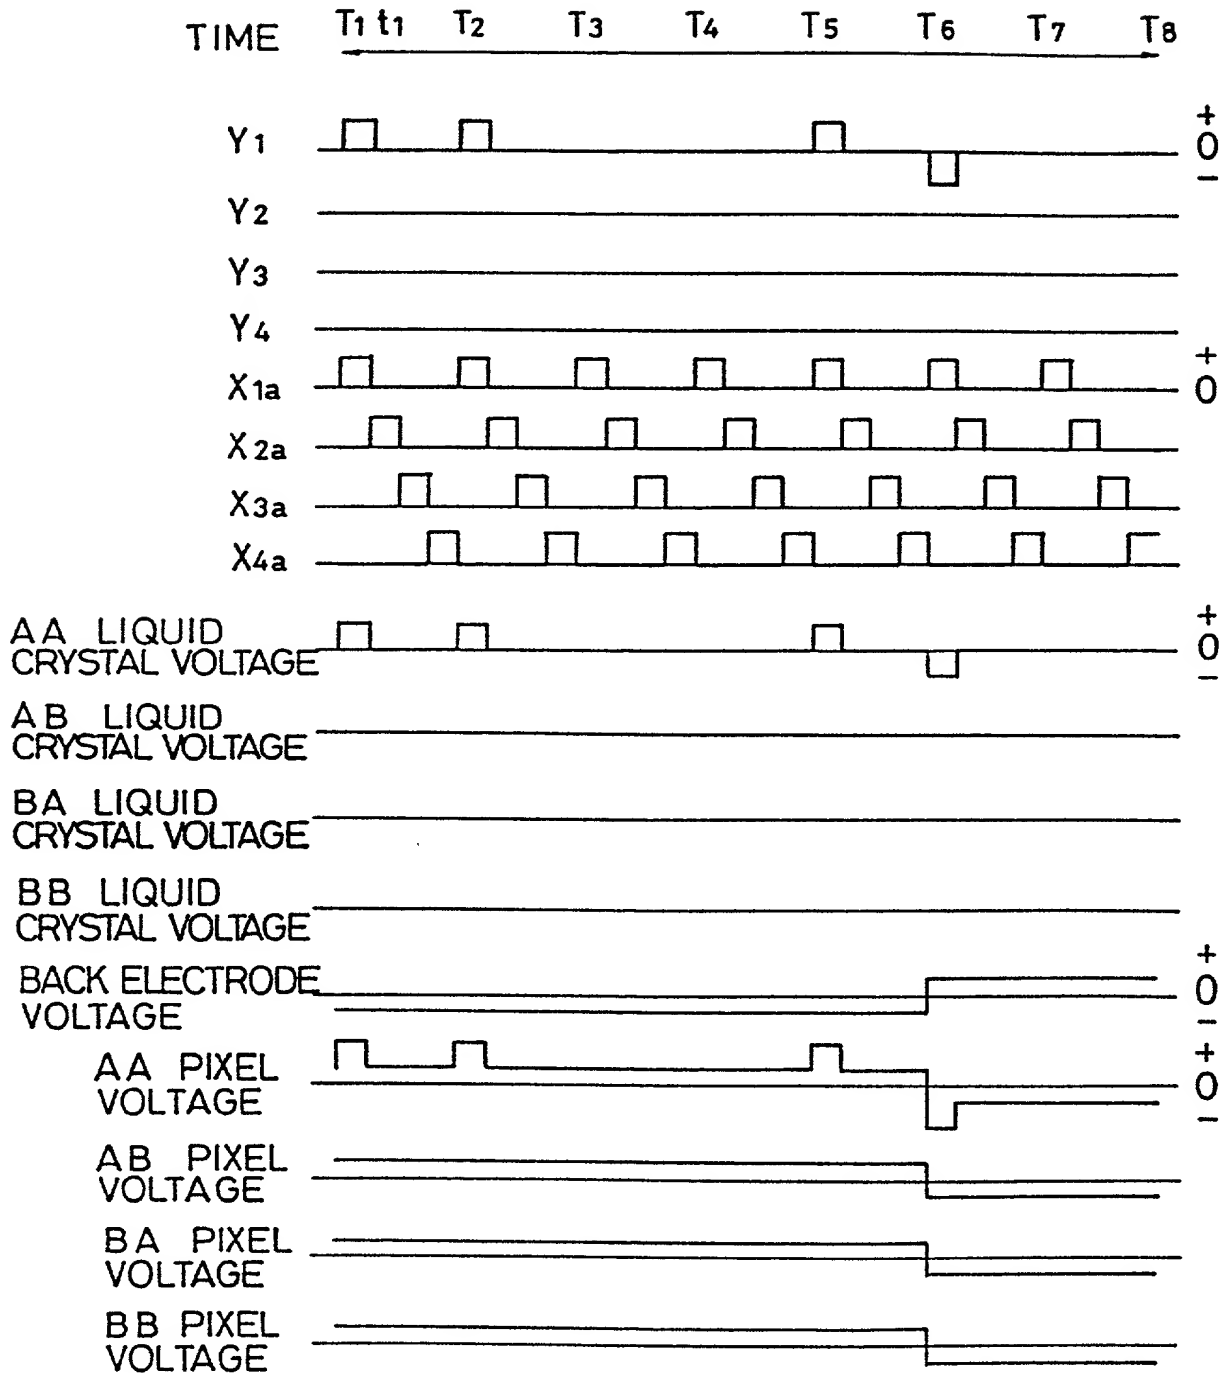 TIME T1 t1 T2 T3 T4 T5 T6 T7 T8
+
Y1 0
−
Y2
Y3
Y4
+
X1a 0
X2a
X3a
X4a
AA LIQUID +
CRYSTAL VOLTAGE 0
−
AB LIQUID
CRYSTAL VOLTAGE
BA LIQUID
CRYSTAL VOLTAGE
BB LIQUID
CRYSTAL VOLTAGE
+
BACK ELECTRODE 0
VOLTAGE −
+
AA PIXEL 0
VOLTAGE −
AB PIXEL
VOLTAGE
BA PIXEL
VOLTAGE
BB PIXEL
VOLTAGE